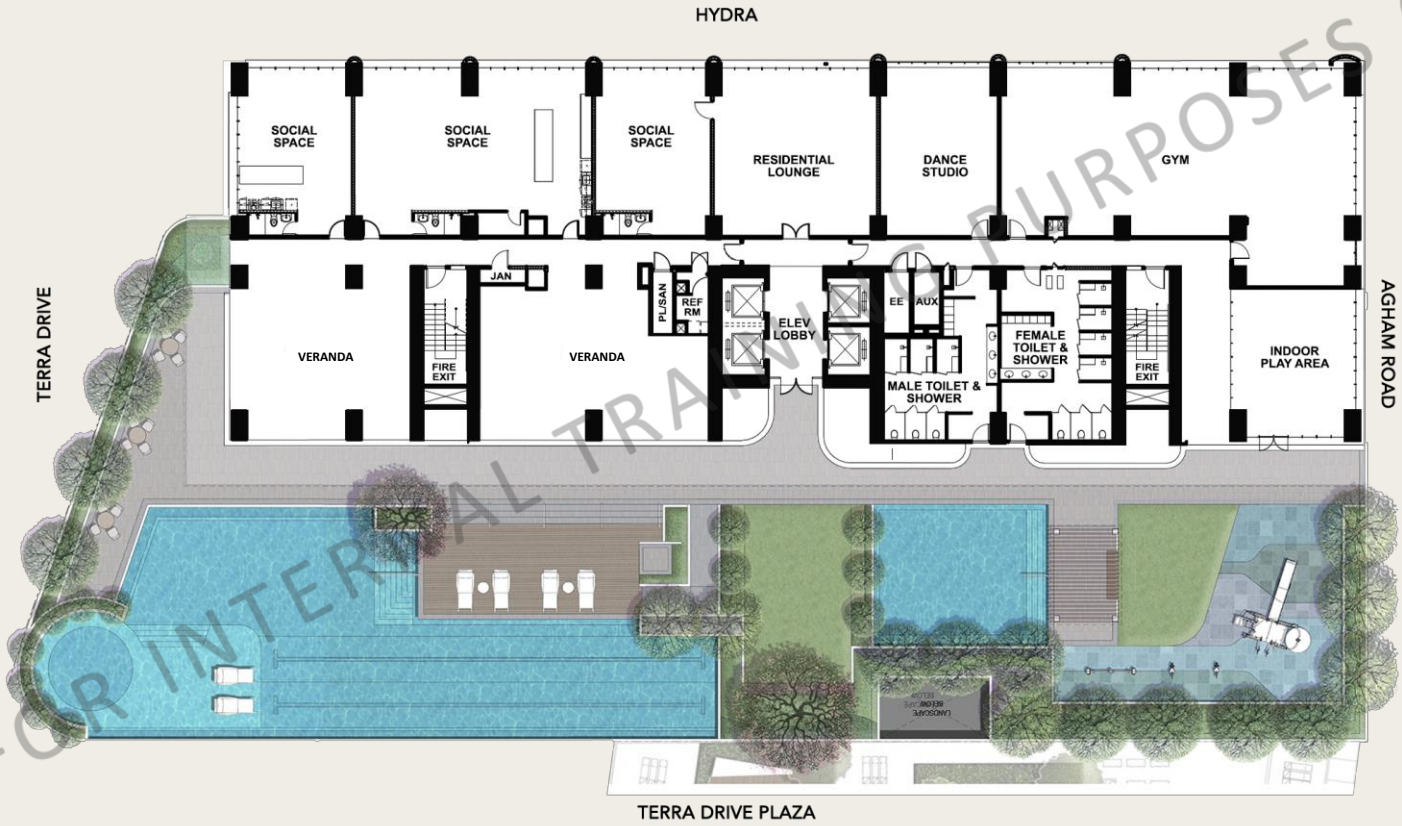 HYDRA
FOR INTERNAL TRAINING PURPOSES
SOCIAL
SPACE
SOCIAL
SPACE
SOCIAL
SPACE
RESIDENTIAL
LOUNGE
DANCE
STUDIO
GYM
TERRA DRIVE
VERANDA
FIRE
EXIT
JAN
VERANDA
PL/SAN
REF
RM
ELEV
LOBBY
EE
AUX
MALE TOILET &
SHOWER
FEMALE
TOILET &
SHOWER
FIRE
EXIT
INDOOR
PLAY AREA
AGHAM ROAD
LANDSCAPE
BELOW
TERRA DRIVE PLAZA